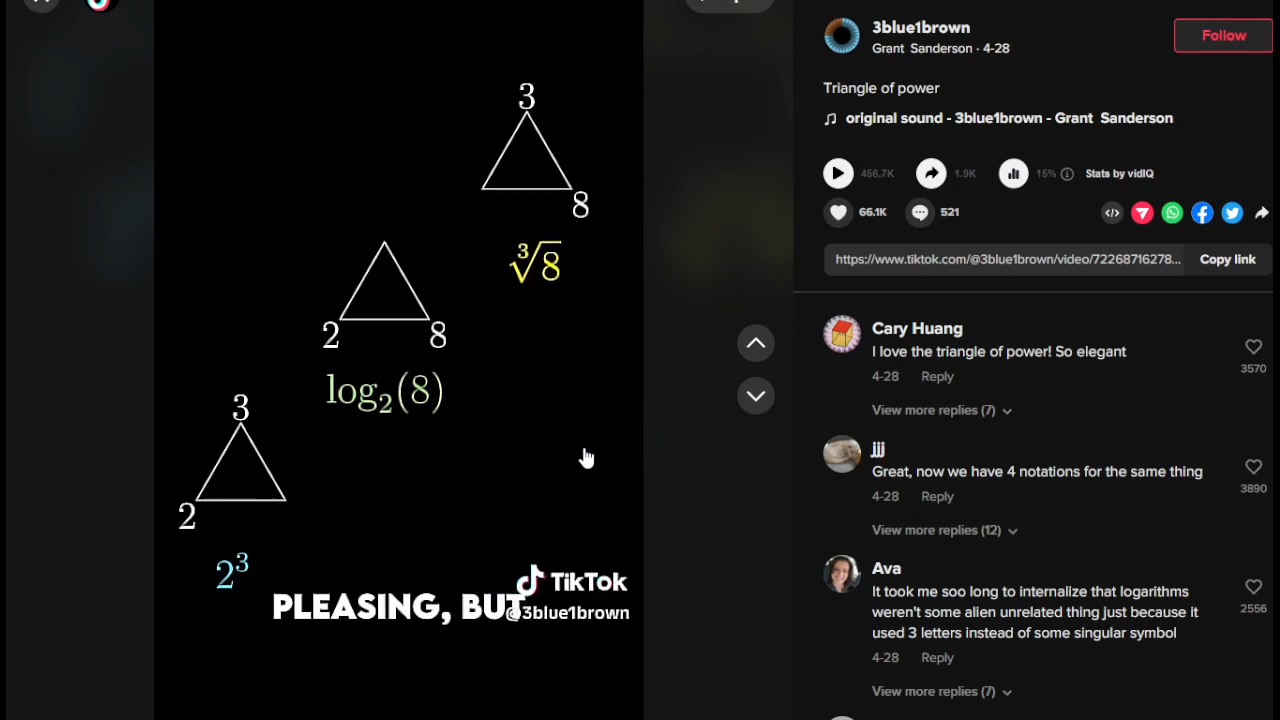 3
8
∛8
2 8
log₂(8)
3
2
2³
PLEASING, BUT
TikTok
@3blue1brown
3blue1brown
Grant Sanderson · 4-28
Follow
Triangle of power
original sound - 3blue1brown - Grant Sanderson
456.7K 1.9K 15% Stats by vidIQ
66.1K 521
https://www.tiktok.com/@3blue1brown/video/72268716278... Copy link
Cary Huang
I love the triangle of power! So elegant
3570
4-28 Reply
View more replies (7)
jjj
Great, now we have 4 notations for the same thing
3890
4-28 Reply
View more replies (12)
Ava
It took me soo long to internalize that logarithms
weren't some alien unrelated thing just because it
used 3 letters instead of some singular symbol
2556
4-28 Reply
View more replies (7)